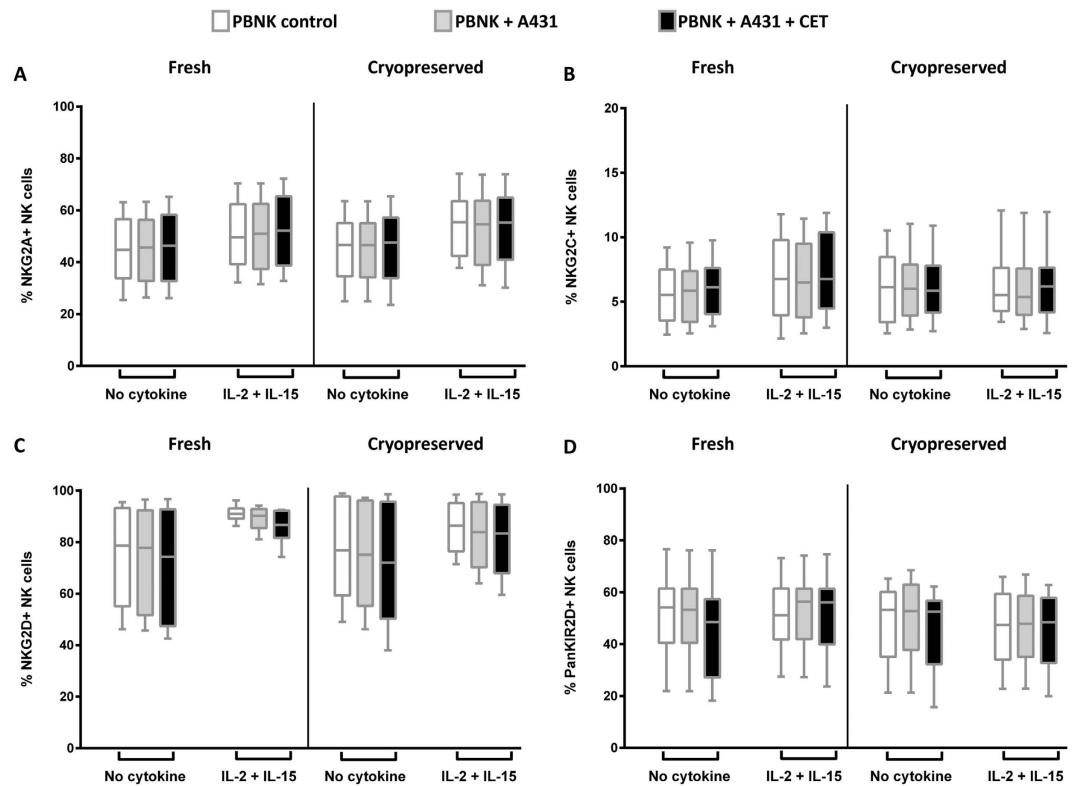 PBNK control PBNK + A431 PBNK + A431 + CET
A Fresh Cryopreserved
% NKG2A+ NK cells
100
80
60
40
20
0
No cytokine IL-2 + IL-15 No cytokine IL-2 + IL-15
B Fresh Cryopreserved
% NKG2C+ NK cells
20
15
10
5
0
No cytokine IL-2 + IL-15 No cytokine IL-2 + IL-15
C Fresh Cryopreserved
% NKG2D+ NK cells
100
80
60
40
20
0
No cytokine IL-2 + IL-15 No cytokine IL-2 + IL-15
D Fresh Cryopreserved
% PanKIR2D+ NK cells
100
80
60
40
20
0
No cytokine IL-2 + IL-15 No cytokine IL-2 + IL-15